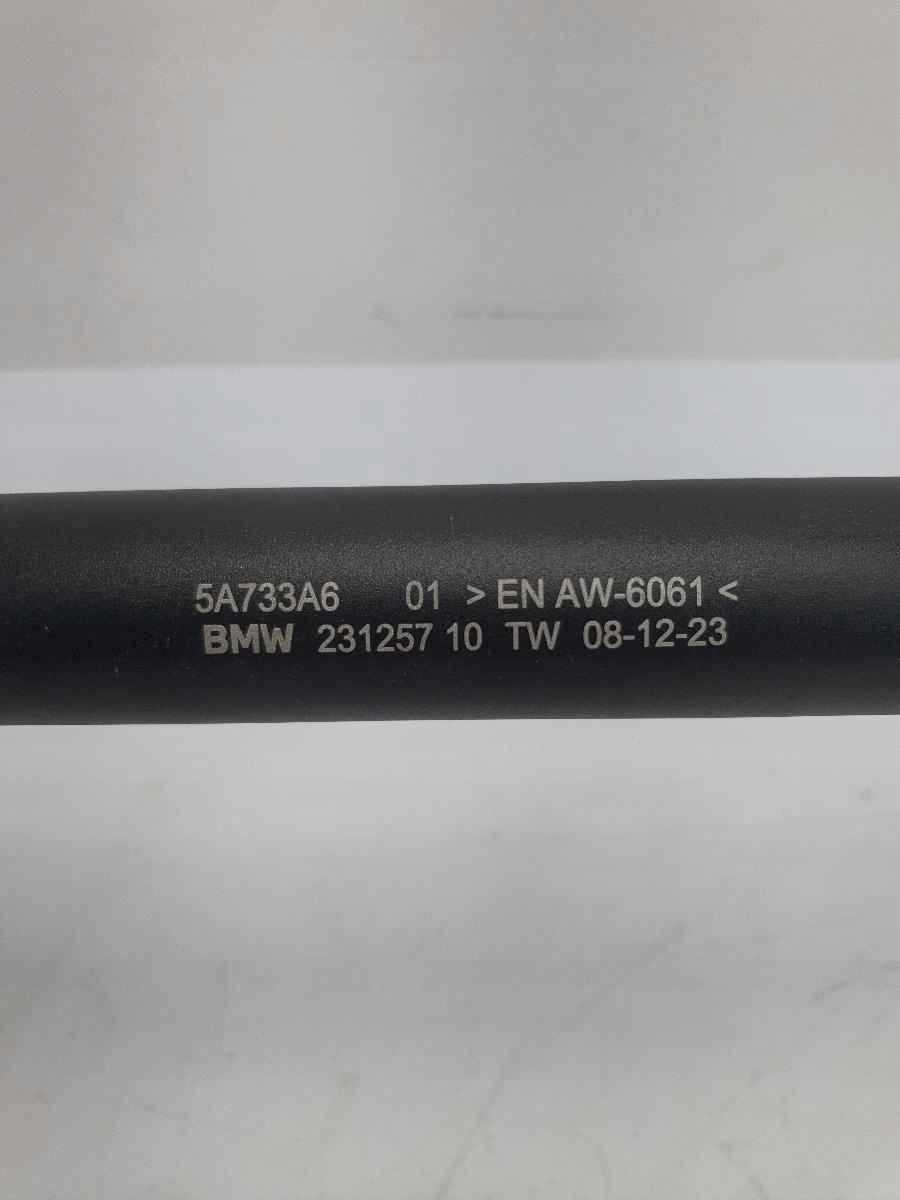 5A733A6 01 >EN AW-6061<
BMW 231257 10 TW 08-12-23